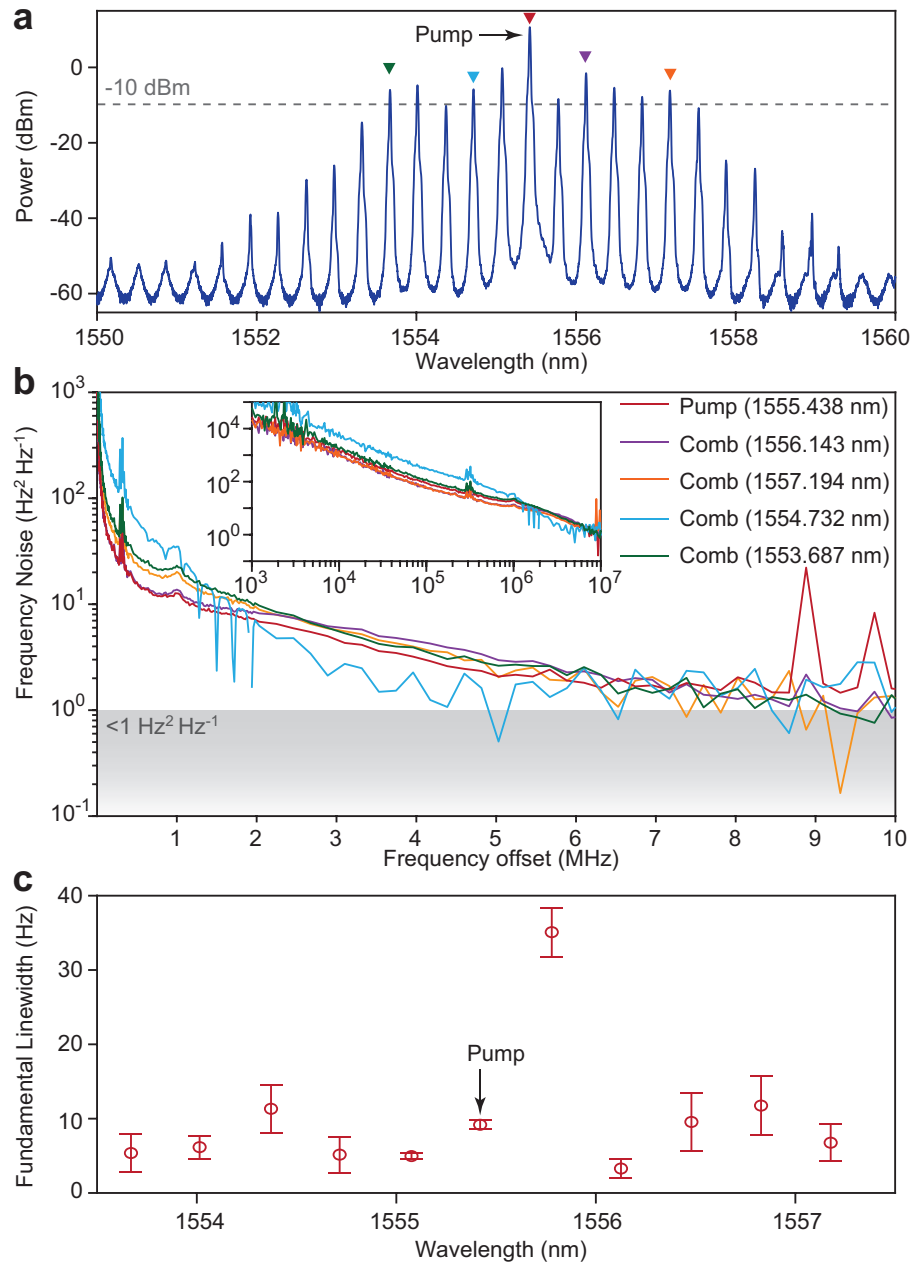 a
Pump
-10 dBm
0
-20
-40
-60
Power (dBm)
1550 1552 1554 1556 1558 1560
Wavelength (nm)
b
10³
10²
10¹
10⁰
10⁻¹
Frequency Noise (Hz² Hz⁻¹)
10⁴
10²
10⁰
10³ 10⁴ 10⁵ 10⁶ 10⁷
Pump (1555.438 nm)
Comb (1556.143 nm)
Comb (1557.194 nm)
Comb (1554.732 nm)
Comb (1553.687 nm)
<1 Hz² Hz⁻¹
1 2 3 4 5 6 7 8 9 10
Frequency offset (MHz)
c
40
30
20
10
0
Fundamental Linewidth (Hz)
Pump
1554 1555 1556 1557
Wavelength (nm)